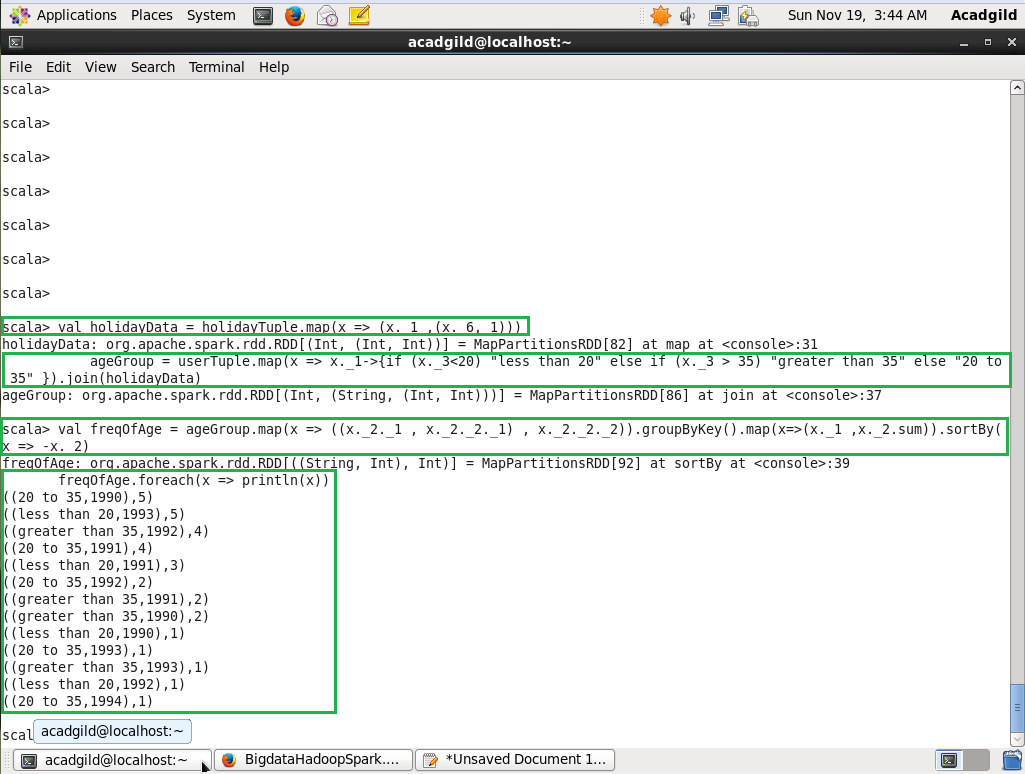 Applications Places System Sun Nov 19, 3:44 AM Acadgild
acadgild@localhost:~
File Edit View Search Terminal Help
scala>
scala>
scala>
scala>
scala>
scala>
scala>
scala> val holidayData = holidayTuple.map(x => (x._1 ,(x._6, 1)))
holidayData: org.apache.spark.rdd.RDD[(Int, (Int, Int))] = MapPartitionsRDD[82] at map at <console>:31
ageGroup = userTuple.map(x => x._1->{if (x._3<20) "less than 20" else if (x._3 > 35) "greater than 35" else "20 to
35" }).join(holidayData)
ageGroup: org.apache.spark.rdd.RDD[(Int, (String, (Int, Int)))] = MapPartitionsRDD[86] at join at <console>:37
scala> val freqOfAge = ageGroup.map(x => ((x._2._1 , x._2._2._1) , x._2._2._2)).groupByKey().map(x=>(x._1 ,x._2.sum)).sortBy(
x => -x._2)
freqOfAge: org.apache.spark.rdd.RDD[((String, Int), Int)] = MapPartitionsRDD[92] at sortBy at <console>:39
freqOfAge.foreach(x => println(x))
((20 to 35,1990),5)
((less than 20,1993),5)
((greater than 35,1992),4)
((20 to 35,1991),4)
((less than 20,1991),3)
((20 to 35,1992),2)
((greater than 35,1991),2)
((greater than 35,1990),2)
((less than 20,1990),1)
((20 to 35,1993),1)
((greater than 35,1993),1)
((less than 20,1992),1)
((20 to 35,1994),1)
scal
acadgild@localhost:~
acadgild@localhost:~ BigdataHadoopSpark.... *Unsaved Document 1...